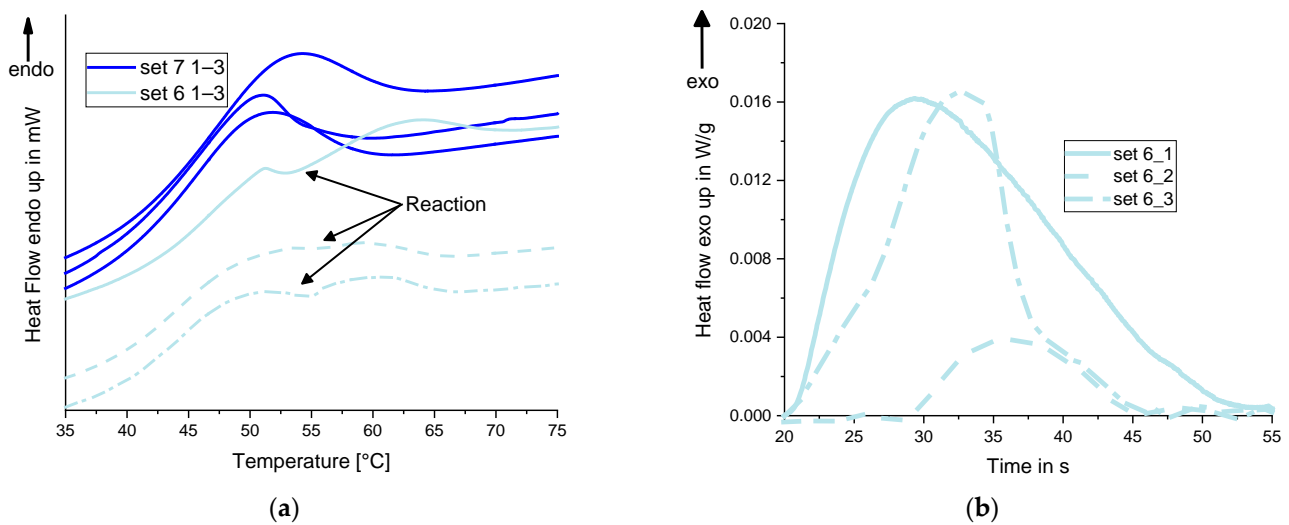 endo
Heat Flow endo up in mW
set 7 1–3
set 6 1–3
Reaction
35 40 45 50 55 60 65 70 75
Temperature [°C]
(a)
exo
Heat flow exo up in W/g
0.020
0.016
0.012
0.008
0.004
0.000
set 6_1
set 6_2
set 6_3
20 25 30 35 40 45 50 55
Time in s
(b)